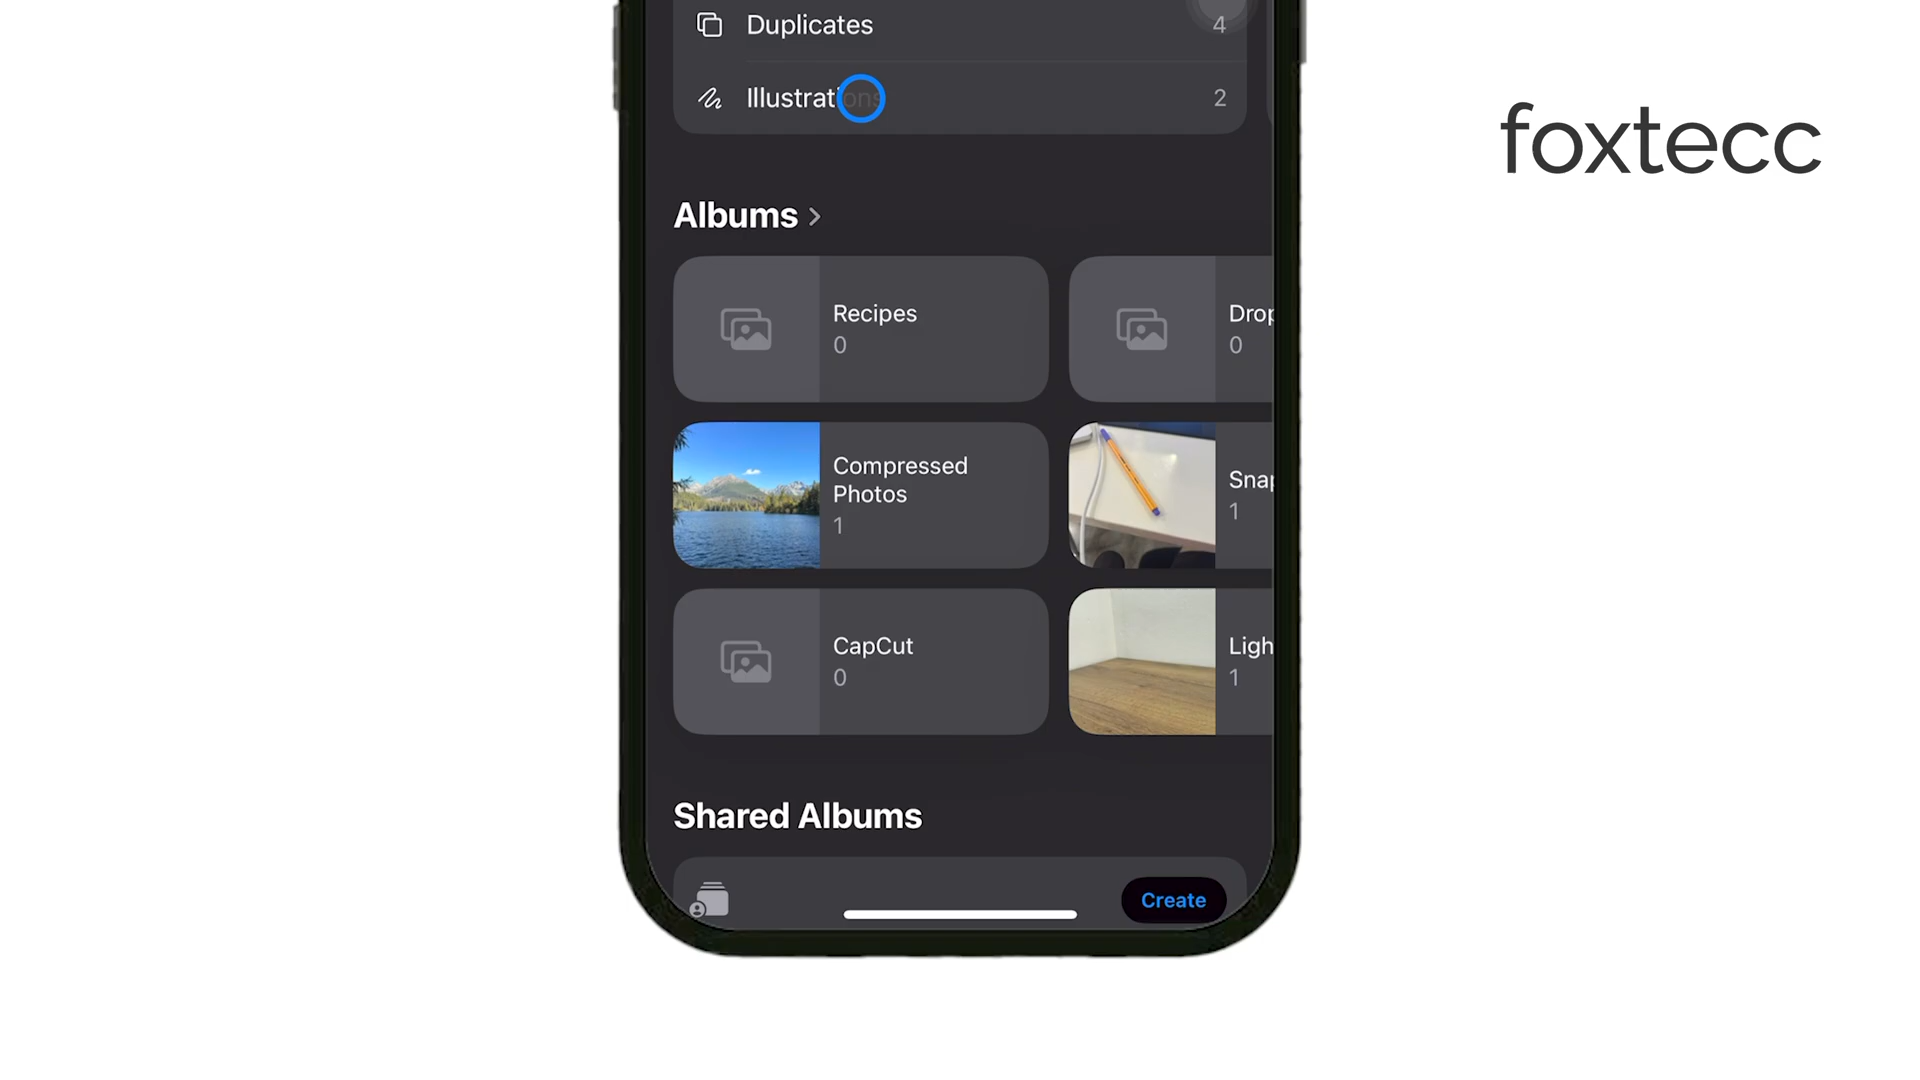 Duplicates 4
Illustrations 2
foxtecc
Albums
Recipes
0
Drop
0
Compressed
Photos
1
Snap
1
CapCut
0
Ligh
1
Shared Albums
Create